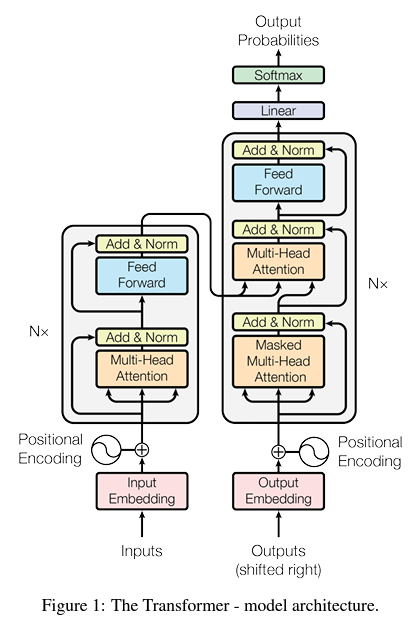 Output
Probabilities
Softmax
Linear
Add & Norm
Feed
Forward
Add & Norm
Multi-Head
Attention
Add & Norm
Masked
Multi-Head
Attention
N×
Add & Norm
Feed
Forward
N×
Add & Norm
Multi-Head
Attention
Positional
Encoding
Positional
Encoding
Input
Embedding
Output
Embedding
Inputs
Outputs
(shifted right)
Figure 1: The Transformer - model architecture.